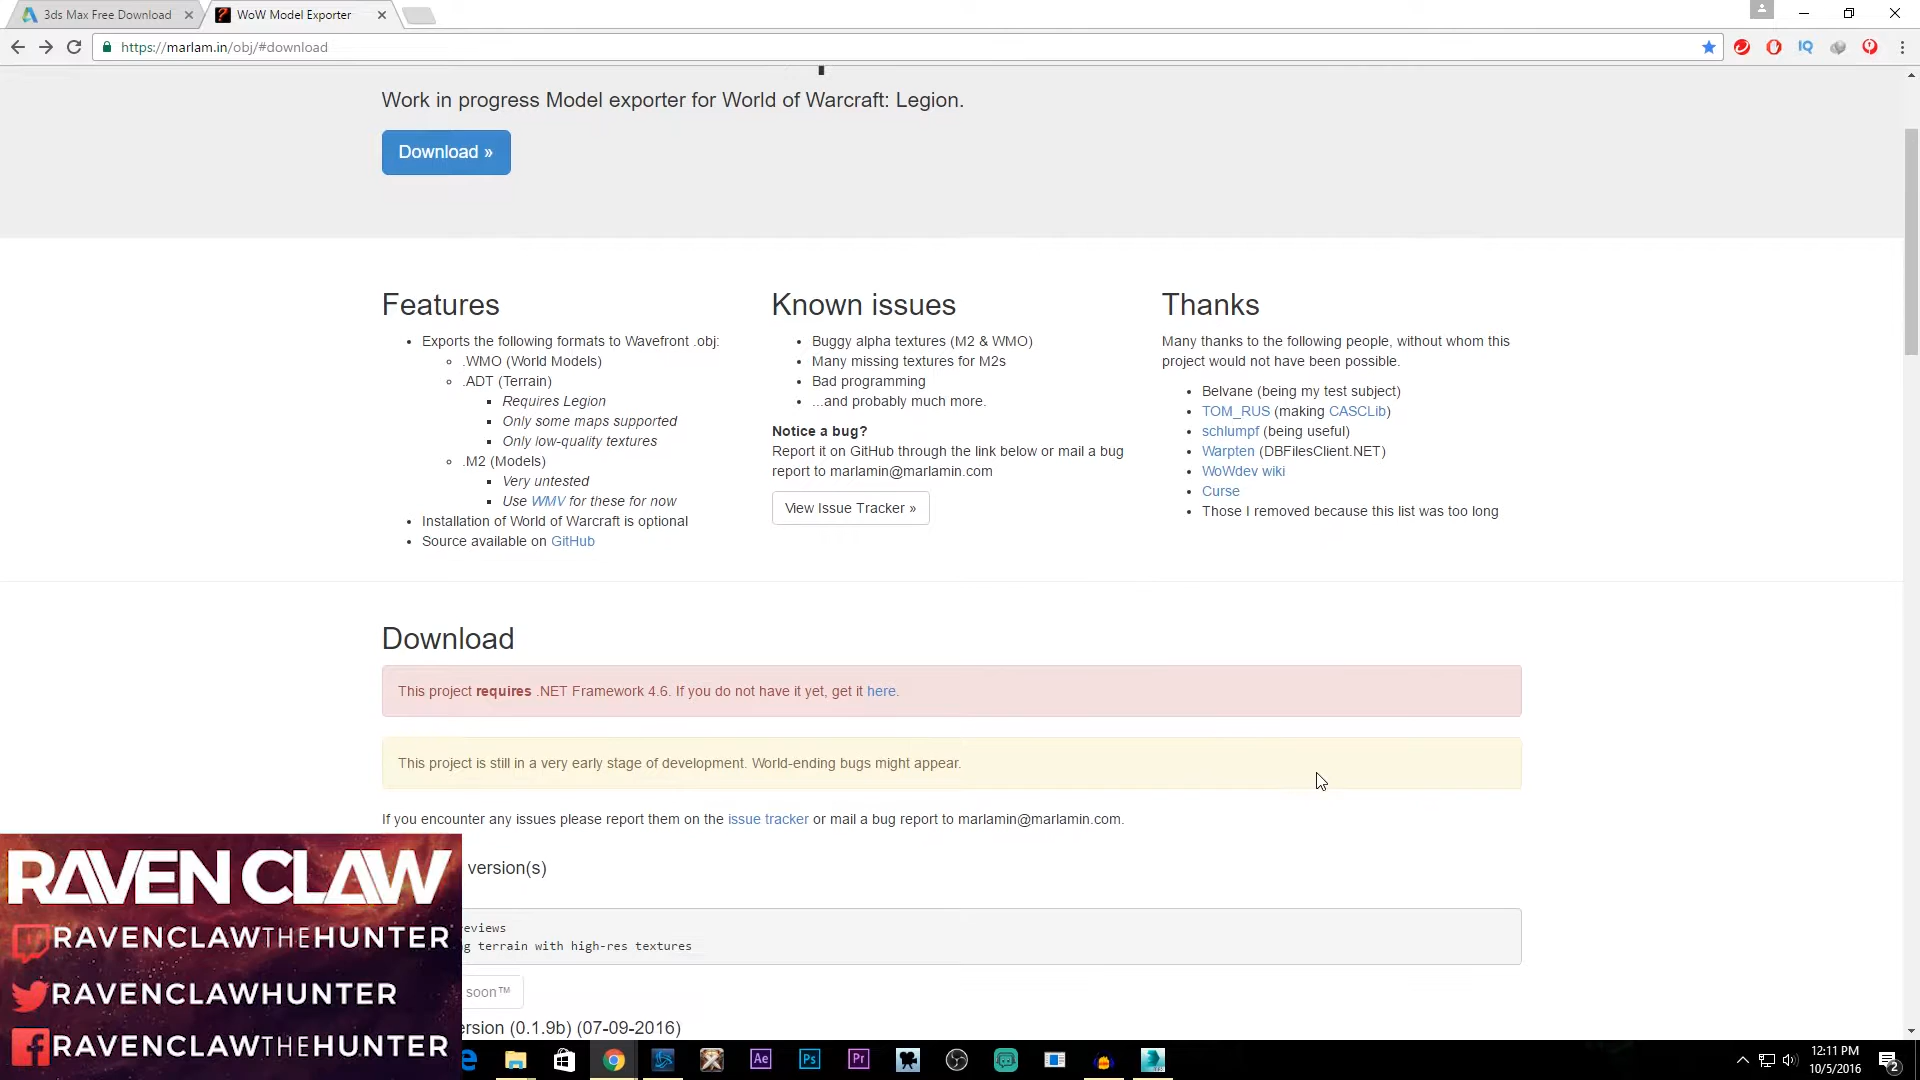 3ds Max Free Download
WoW Model Exporter
https://marlam.in/obj/#download
Work in progress Model exporter for World of Warcraft: Legion.
Download »
Features
Exports the following formats to Wavefront .obj:
.WMO (World Models)
.ADT (Terrain)
Requires Legion
Only some maps supported
Only low-quality textures
.M2 (Models)
Very untested
Use WMV for these for now
Installation of World of Warcraft is optional
Source available on GitHub
Known issues
Buggy alpha textures (M2 & WMO)
Many missing textures for M2s
Bad programming
...and probably much more.
Notice a bug?
Report it on GitHub through the link below or mail a bug
report to marlamin@marlamin.com
View Issue Tracker »
Thanks
Many thanks to the following people, without whom this
project would not have been possible.
Belvane (being my test subject)
TOM_RUS (making CASCLib)
schlumpf (being useful)
Warpten (DBFilesClient.NET)
WoWdev wiki
Curse
Those I removed because this list was too long
Download
This project requires .NET Framework 4.6. If you do not have it yet, get it here.
This project is still in a very early stage of development. World-ending bugs might appear.
If you encounter any issues please report them on the issue tracker or mail a bug report to marlamin@marlamin.com.
version(s)
eviews
g terrain with high-res textures
soon™
ersion (0.1.9b) (07-09-2016)
RAVEN CLAW
RAVENCLAWTHEHUNTER
RAVENCLAWHUNTER
RAVENCLAWTHEHUNTER
IQ
Ae
Ps
Pr
12:11 PM
10/5/2016
2